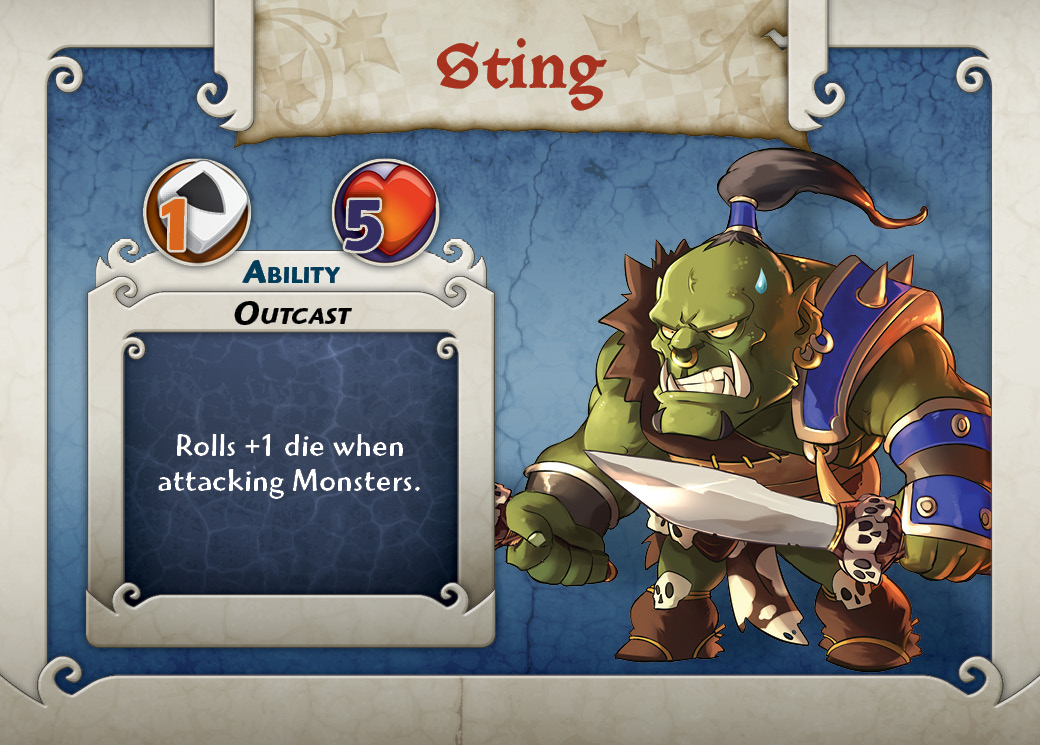 Sting
1
5
Ability
Outcast
Rolls +1 die when
attacking Monsters.